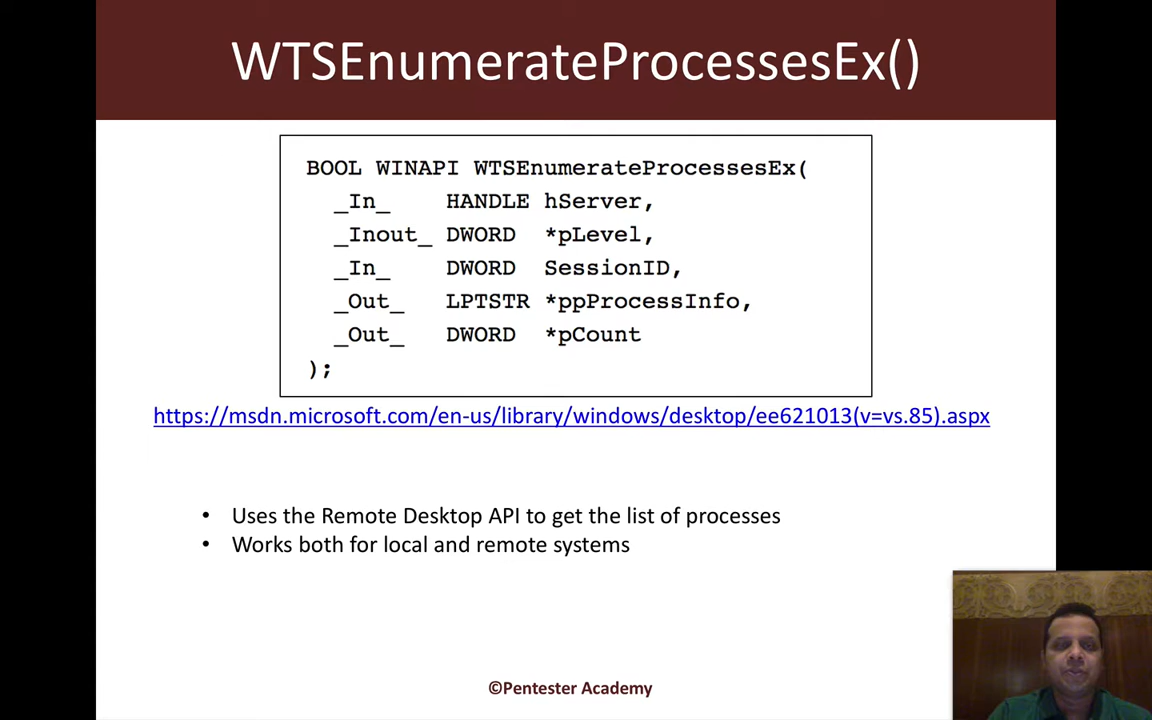 WTSEnumerateProcessesEx()
BOOL WINAPI WTSEnumerateProcessesEx(
_In_ HANDLE hServer,
_Inout_ DWORD *pLevel,
_In_ DWORD SessionID,
_Out_ LPTSTR *ppProcessInfo,
_Out_ DWORD *pCount
);
https://msdn.microsoft.com/en-us/library/windows/desktop/ee621013(v=vs.85).aspx
• Uses the Remote Desktop API to get the list of processes
• Works both for local and remote systems
©Pentester Academy